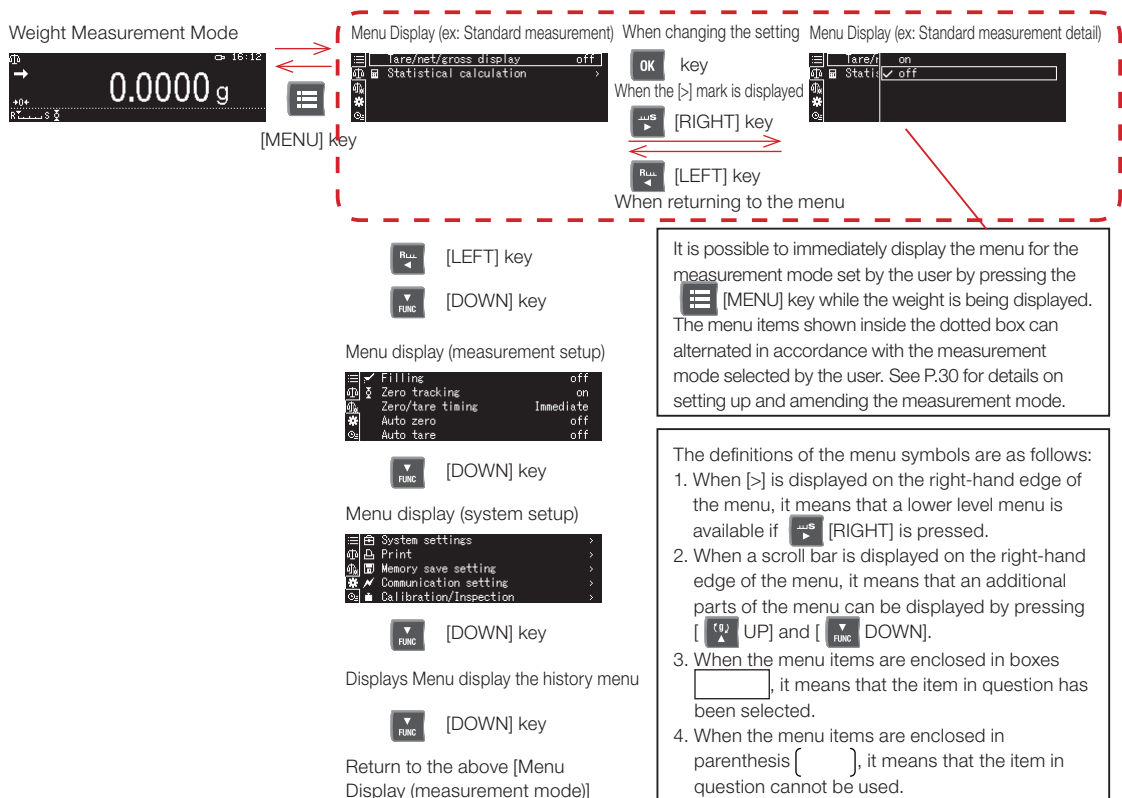 Weight Measurement Mode
16:12
0.0000 g
+0+
R S
[MENU] key
Menu Display (ex: Standard measurement)
Tare/net/gross display off
Statistical calculation >
When changing the setting
OK key
When the [>] mark is displayed
S [RIGHT] key
R [LEFT] key
When returning to the menu
Menu Display (ex: Standard measurement detail)
Tare/r on
Statis ✓ off
R [LEFT] key
FUNC [DOWN] key
Menu display (measurement setup)
Filling off
Zero tracking on
Zero/tare timing Immediate
Auto zero off
Auto tare off
FUNC [DOWN] key
Menu display (system setup)
System settings >
Print >
Memory save setting >
Communication setting >
Calibration/Inspection >
FUNC [DOWN] key
Displays Menu display the history menu
FUNC [DOWN] key
Return to the above [Menu
Display (measurement mode)]
It is possible to immediately display the menu for the
measurement mode set by the user by pressing the
[MENU] key while the weight is being displayed.
The menu items shown inside the dotted box can
alternated in accordance with the measurement
mode selected by the user. See P.30 for details on
setting up and amending the measurement mode.
The definitions of the menu symbols are as follows:
1. When [>] is displayed on the right-hand edge of
the menu, it means that a lower level menu is
available if S [RIGHT] is pressed.
2. When a scroll bar is displayed on the right-hand
edge of the menu, it means that an additional
parts of the menu can be displayed by pressing
[ (g) UP] and [ FUNC DOWN].
3. When the menu items are enclosed in boxes
, it means that the item in question has
been selected.
4. When the menu items are enclosed in
parenthesis ( ), it means that the item in
question cannot be used.